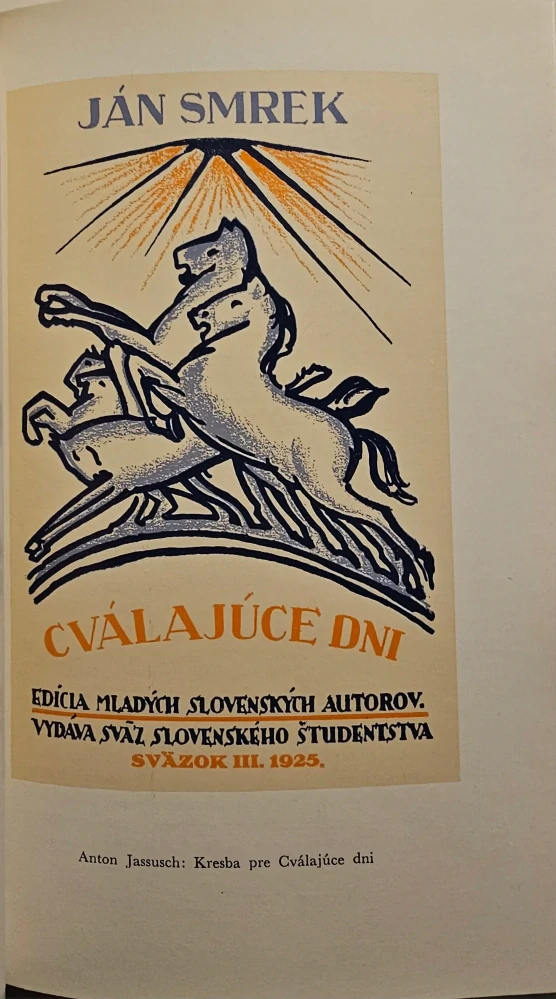 JÁN SMREK
CVÁLAJÚCE DNI
EDÍCIA MLADÝCH SLOVENSKÝCH AUTOROV.
VYDÁVA SVÄZ SLOVENSKÉHO ŠTUDENTSTVA
SVÄZOK III. 1925.
Anton Jassusch: Kresba pre Cválajúce dni